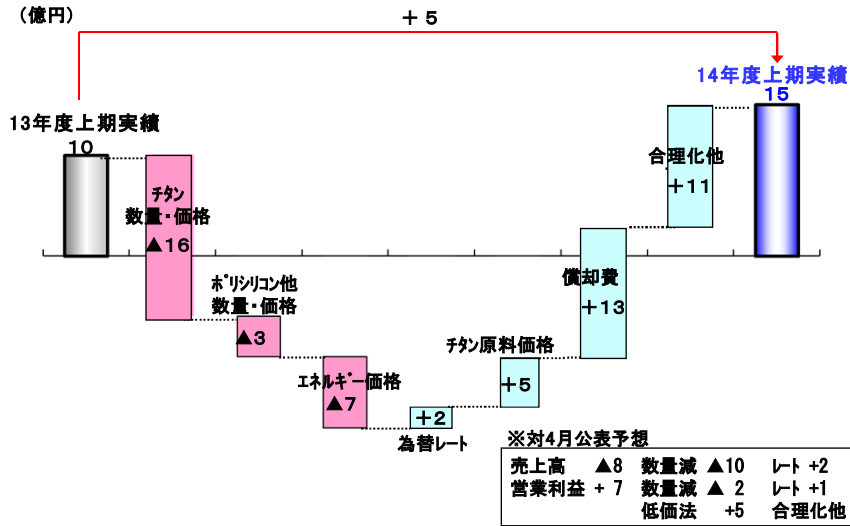 （億円）
＋５
14年度上期実績
15
13年度上期実績
10
チタン
数量・価格
▲16
ポリシリコン他
数量・価格
▲3
エネルギー価格
▲7
＋2
為替レート
チタン原料価格
＋5
償却費
＋13
合理化他
＋11
※対4月公表予想
売上高 ▲8 数量減 ▲10 レート +2
営業利益 + 7 数量減 ▲ 2 レート +1
低価法 +5 合理化他